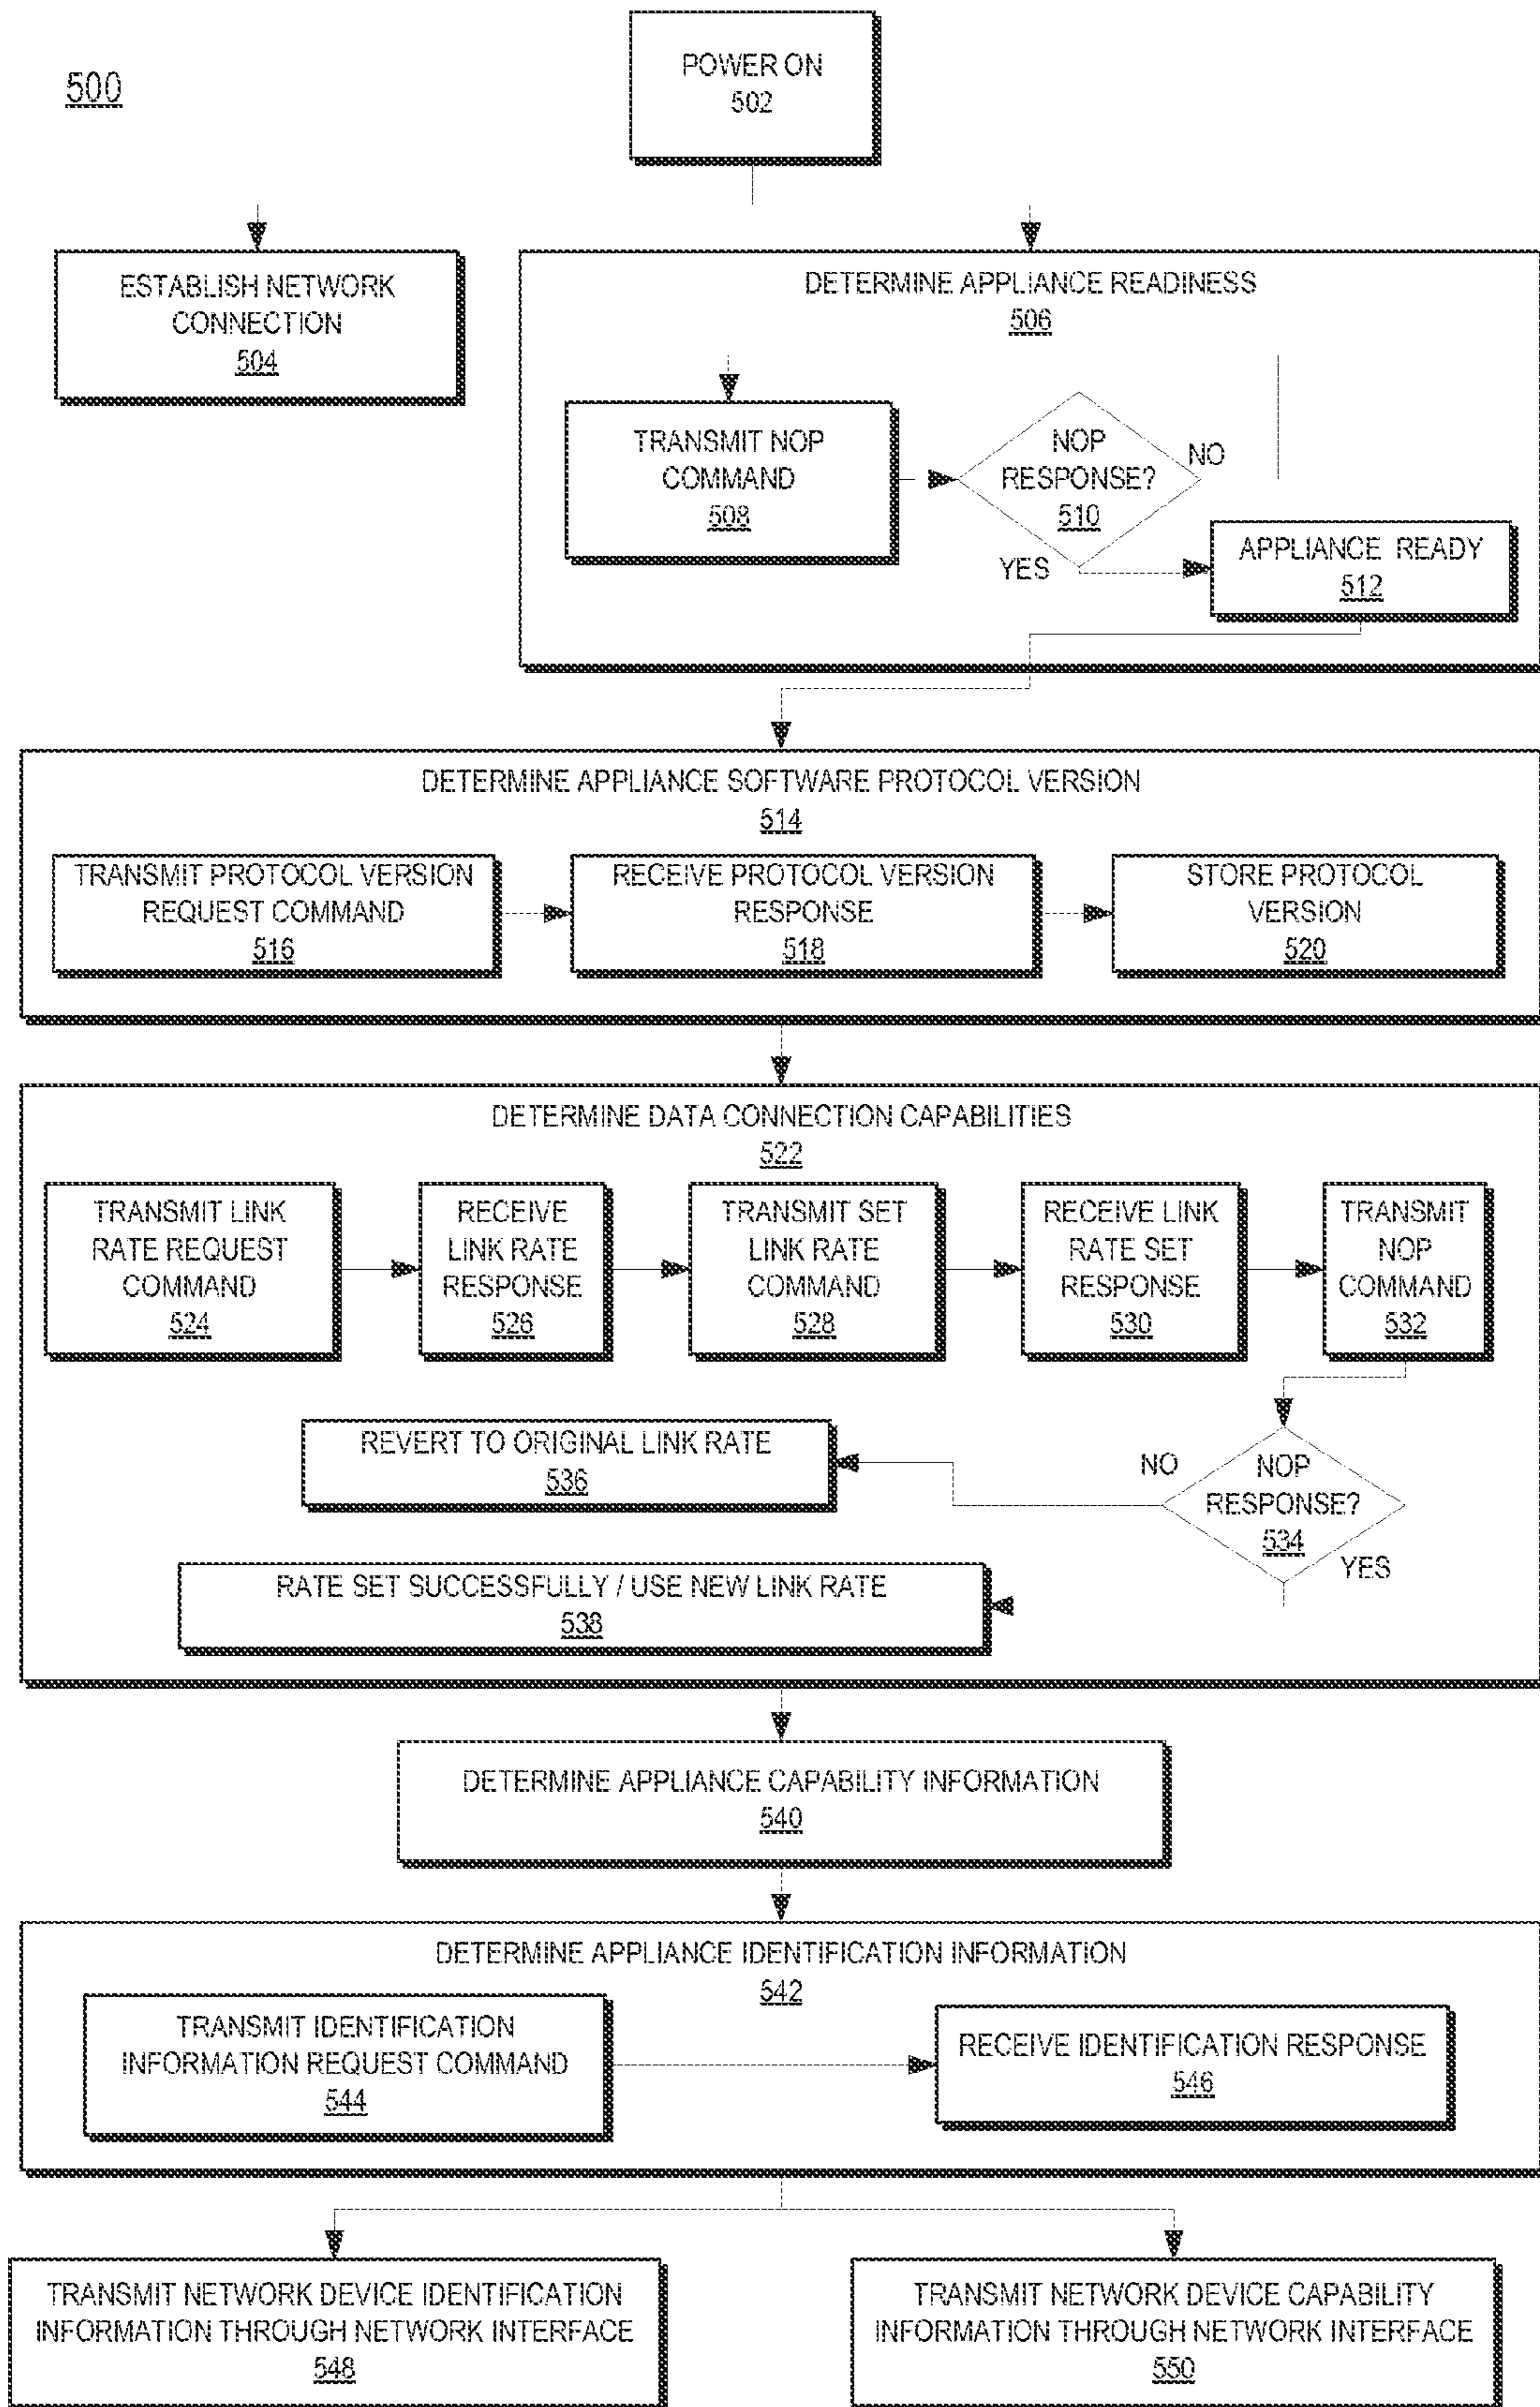 500
POWER ON
502
ESTABLISH NETWORK
CONNECTION
504
DETERMINE APPLIANCE READINESS
506
TRANSMIT NOP
COMMAND
508
NOP
RESPONSE?
510
NO
YES
APPLIANCE READY
512
DETERMINE APPLIANCE SOFTWARE PROTOCOL VERSION
514
TRANSMIT PROTOCOL VERSION
REQUEST COMMAND
516
RECEIVE PROTOCOL VERSION
RESPONSE
518
STORE PROTOCOL
VERSION
520
DETERMINE DATA CONNECTION CAPABILITIES
522
TRANSMIT LINK
RATE REQUEST
COMMAND
524
RECEIVE
LINK RATE
RESPONSE
526
TRANSMIT SET
LINK RATE
COMMAND
528
RECEIVE LINK
RATE SET
RESPONSE
530
TRANSMIT
NOP
COMMAND
532
REVERT TO ORIGINAL LINK RATE
536
NO
NOP
RESPONSE?
534
YES
RATE SET SUCCESSFULLY / USE NEW LINK RATE
538
DETERMINE APPLIANCE CAPABILITY INFORMATION
540
DETERMINE APPLIANCE IDENTIFICATION INFORMATION
542
TRANSMIT IDENTIFICATION
INFORMATION REQUEST COMMAND
544
RECEIVE IDENTIFICATION RESPONSE
546
TRANSMIT NETWORK DEVICE IDENTIFICATION
INFORMATION THROUGH NETWORK INTERFACE
548
TRANSMIT NETWORK DEVICE CAPABILITY
INFORMATION THROUGH NETWORK INTERFACE
550